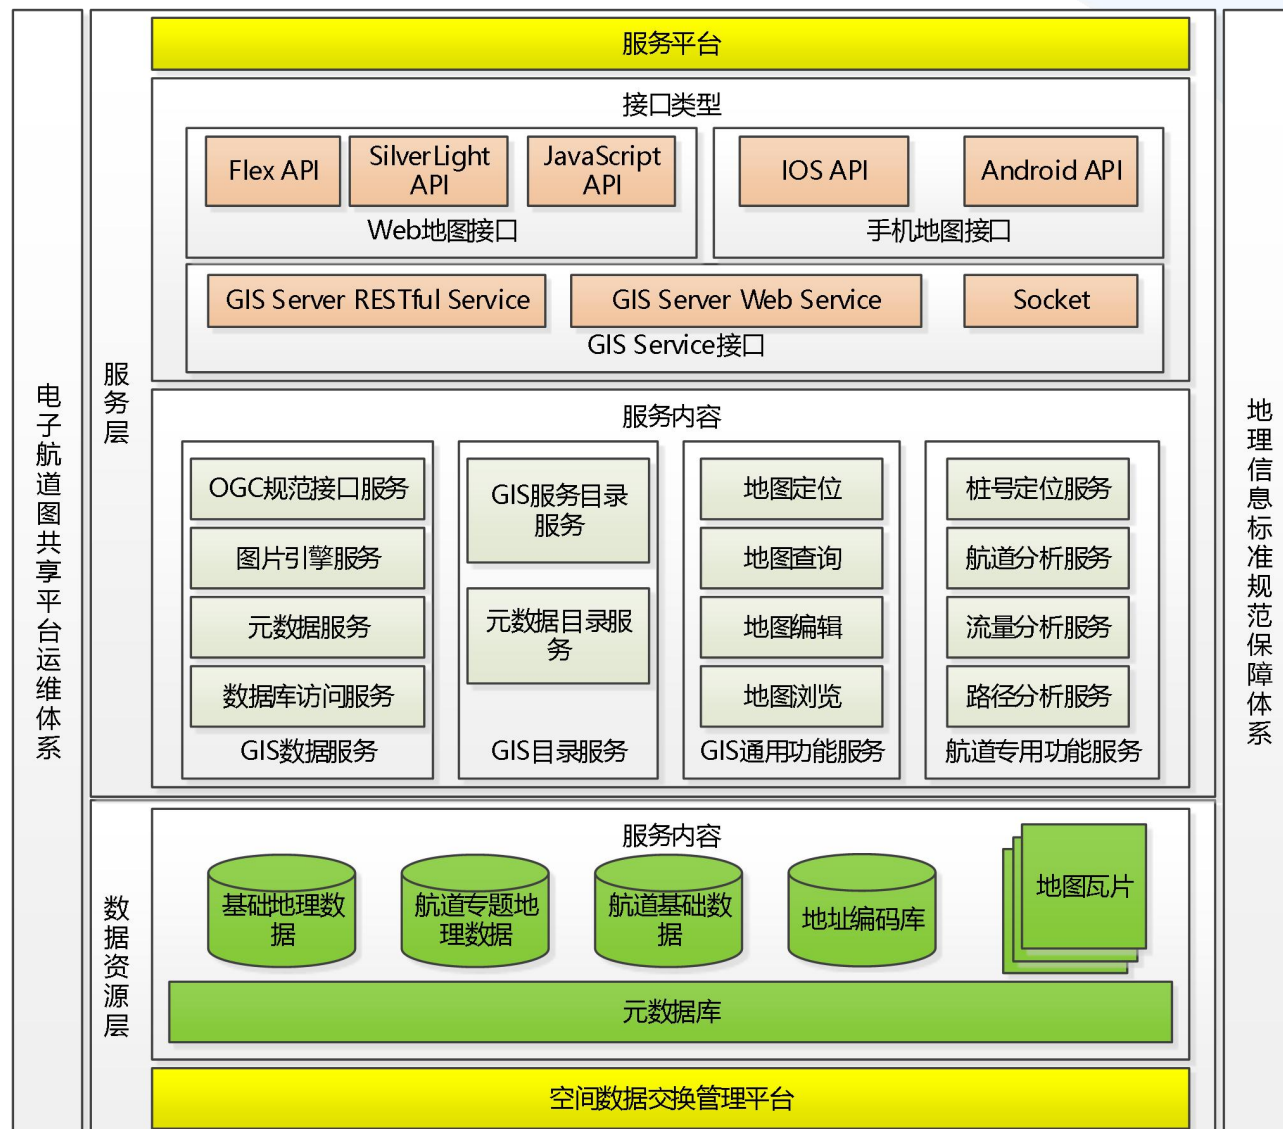 服务平台
接口类型
Flex API
SilverLight
API
JavaScript
API
Web地图接口
IOS API
Android API
手机地图接口
GIS Server RESTful Service
GIS Server Web Service
Socket
GIS Service接口
服务层
服务内容
OGC规范接口服务
图片引擎服务
元数据服务
数据库访问服务
GIS数据服务
GIS服务目录
服务
元数据目录服
务
GIS目录服务
地图定位
地图查询
地图编辑
地图浏览
GIS通用功能服务
桩号定位服务
航道分析服务
流量分析服务
路径分析服务
航道专用功能服务
电子航道图共享平台运维体系
地理信息标准规范保障体系
数据资源层
服务内容
基础地理数
据
航道专题地
理数据
航道基础数
据
地址编码库
地图瓦片
元数据库
空间数据交换管理平台